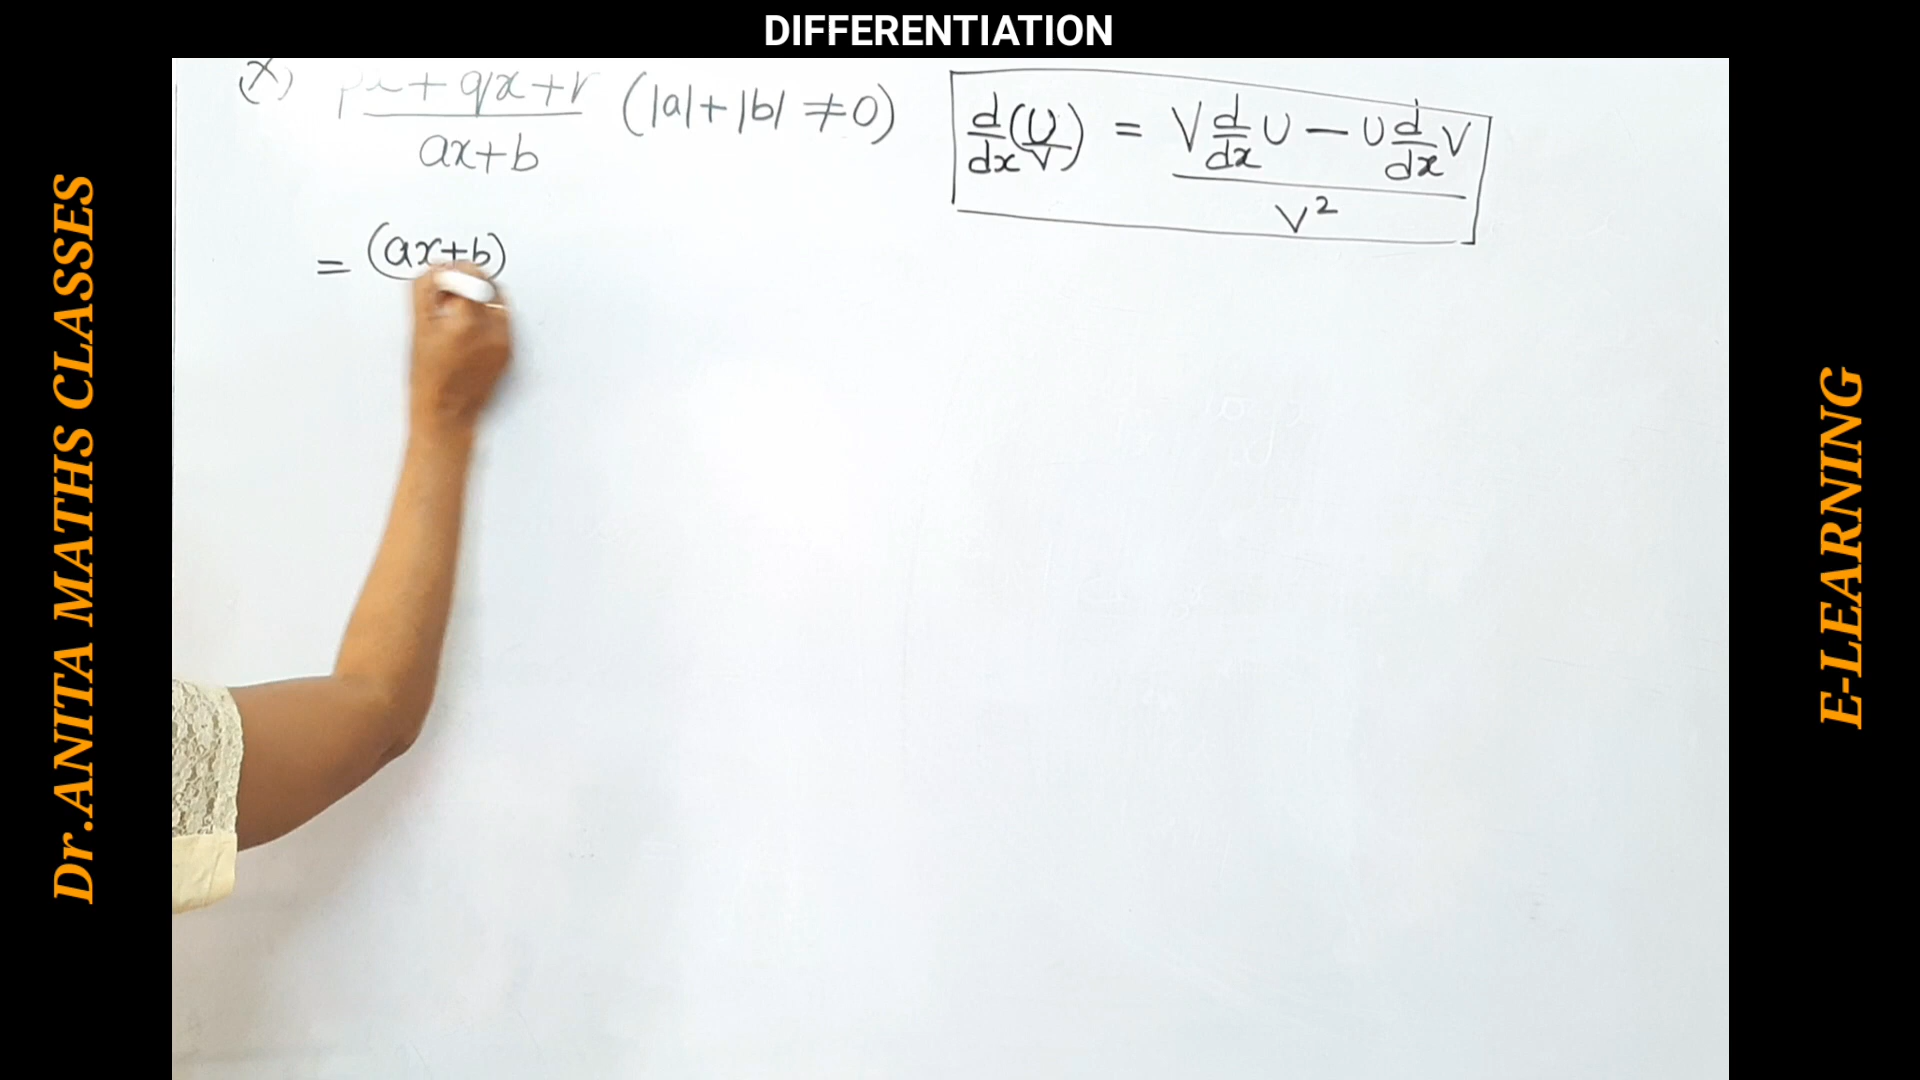 DIFFERENTIATION
Dr.ANITA MATHS CLASSES
(x) px²+qx+r
ax+b
(|a|+|b| ≠0)
d/dx(U/V) = V d/dx U - U d/dx V
V²
= (ax+b)
E-LEARNING